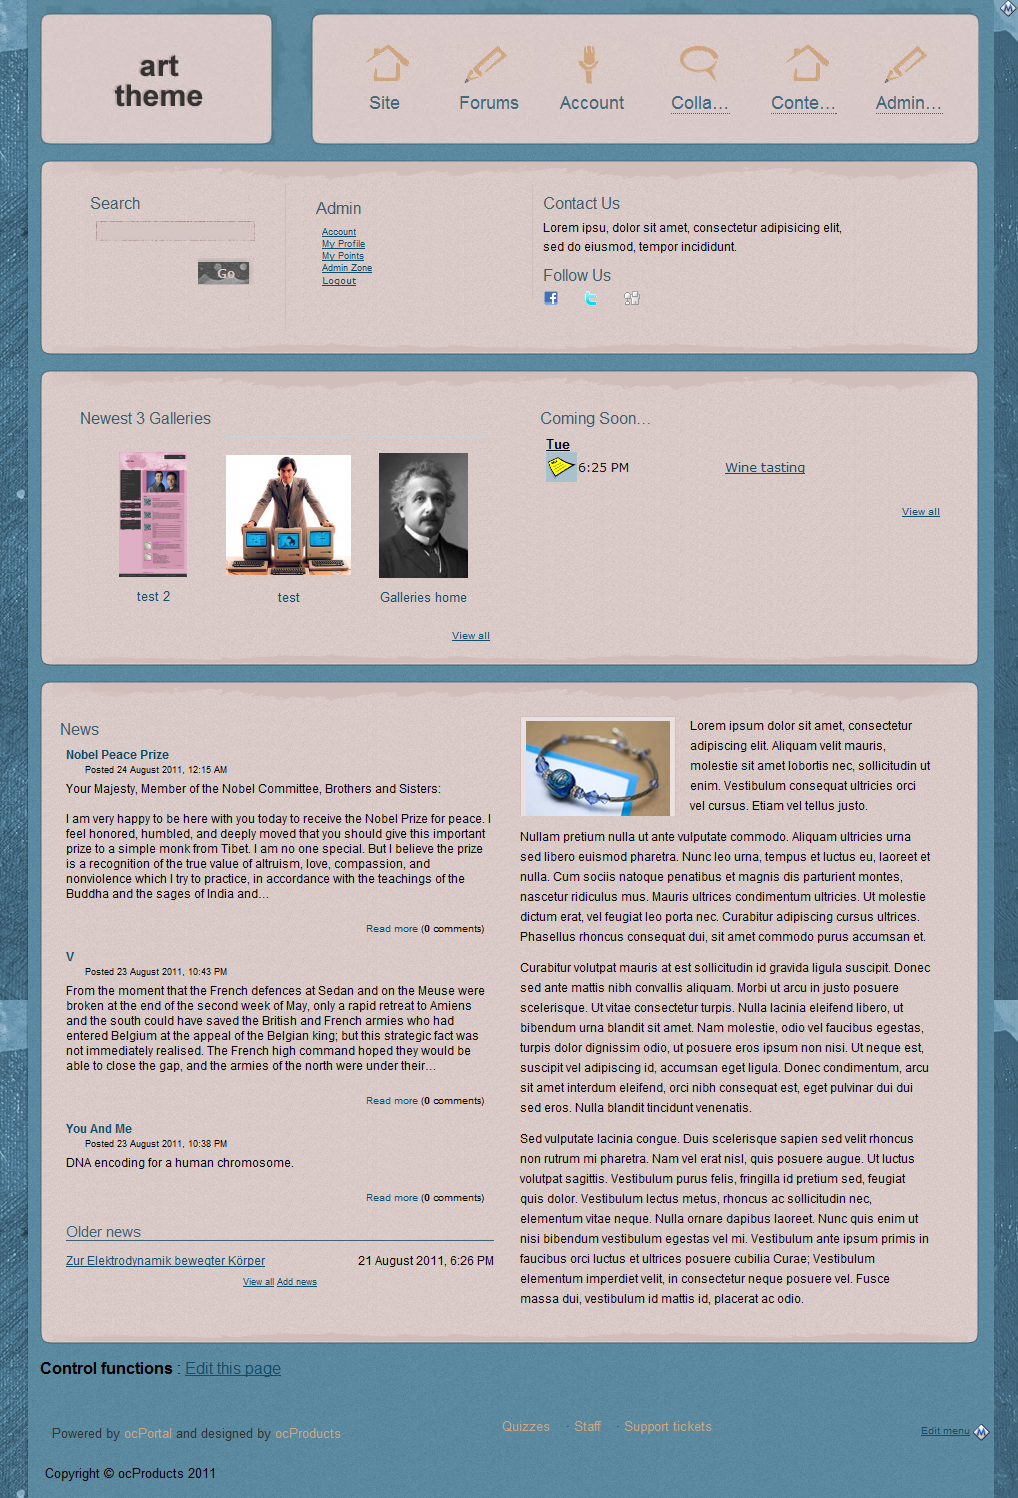 art
theme
Site
Forums
Account
Colla...
Conte...
Admin...
Search
Go
Admin
Account
My Profile
My Points
Admin Zone
Logout
Contact Us
Lorem ipsu, dolor sit amet, consectetur adipisicing elit,
sed do eiusmod, tempor incididunt.
Follow Us
Newest 3 Galleries
test 2
test
Galleries home
View all
Coming Soon...
Tue
6:25 PM
Wine tasting
View all
News
Nobel Peace Prize
Posted 24 August 2011, 12:15 AM
Your Majesty, Member of the Nobel Committee, Brothers and Sisters:
I am very happy to be here with you today to receive the Nobel Prize for peace. I
feel honored, humbled, and deeply moved that you should give this important
prize to a simple monk from Tibet. I am no one special. But I believe the prize
is a recognition of the true value of altruism, love, compassion, and
nonviolence which I try to practice, in accordance with the teachings of the
Buddha and the sages of India and...
Read more (0 comments)
V
Posted 23 August 2011, 10:43 PM
From the moment that the French defences at Sedan and on the Meuse were
broken at the end of the second week of May, only a rapid retreat to Amiens
and the south could have saved the British and French armies who had
entered Belgium at the appeal of the Belgian king; but this strategic fact was
not immediately realised. The French high command hoped they would be
able to close the gap, and the armies of the north were under their...
Read more (0 comments)
You And Me
Posted 23 August 2011, 10:38 PM
DNA encoding for a human chromosome.
Read more (0 comments)
Older news
Zur Elektrodynamik bewegter Körper 21 August 2011, 6:26 PM
View all Add news
Lorem ipsum dolor sit amet, consectetur
adipiscing elit. Aliquam velit mauris,
molestie sit amet lobortis nec, sollicitudin ut
enim. Vestibulum consequat ultricies orci
vel cursus. Etiam vel tellus justo.
Nullam pretium nulla ut ante vulputate commodo. Aliquam ultricies urna
sed libero euismod pharetra. Nunc leo urna, tempus et luctus eu, laoreet et
nulla. Cum sociis natoque penatibus et magnis dis parturient montes,
nascetur ridiculus mus. Mauris ultrices condimentum ultricies. Ut molestie
dictum erat, vel feugiat leo porta nec. Curabitur adipiscing cursus ultrices.
Phasellus rhoncus consequat dui, sit amet commodo purus accumsan et.
Curabitur volutpat mauris at est sollicitudin id gravida ligula suscipit. Donec
sed ante mattis nibh convallis aliquam. Morbi ut arcu in justo posuere
scelerisque. Ut vitae consectetur turpis. Nulla lacinia eleifend libero, ut
bibendum urna blandit sit amet. Nam molestie, odio vel faucibus egestas,
turpis dolor dignissim odio, ut posuere eros ipsum non nisi. Ut neque est,
suscipit vel adipiscing id, accumsan eget ligula. Donec condimentum, arcu
sit amet interdum eleifend, orci nibh consequat est, eget pulvinar dui dui
sed eros. Nulla blandit tincidunt venenatis.
Sed vulputate lacinia congue. Duis scelerisque sapien sed velit rhoncus
non rutrum mi pharetra. Nam vel erat nisl, quis posuere augue. Ut luctus
volutpat sagittis. Vestibulum purus felis, fringilla id pretium sed, feugiat
quis dolor. Vestibulum lectus metus, rhoncus ac sollicitudin nec,
elementum vitae neque. Nulla ornare dapibus laoreet. Nunc quis enim ut
nisi bibendum vestibulum egestas vel mi. Vestibulum ante ipsum primis in
faucibus orci luctus et ultrices posuere cubilia Curae; Vestibulum
elementum imperdiet velit, in consectetur neque posuere vel. Fusce
massa dui, vestibulum id mattis id, placerat ac odio.
Control functions : Edit this page
Powered by ocPortal and designed by ocProducts
Quizzes · Staff · Support tickets
Edit menu
Copyright © ocProducts 2011